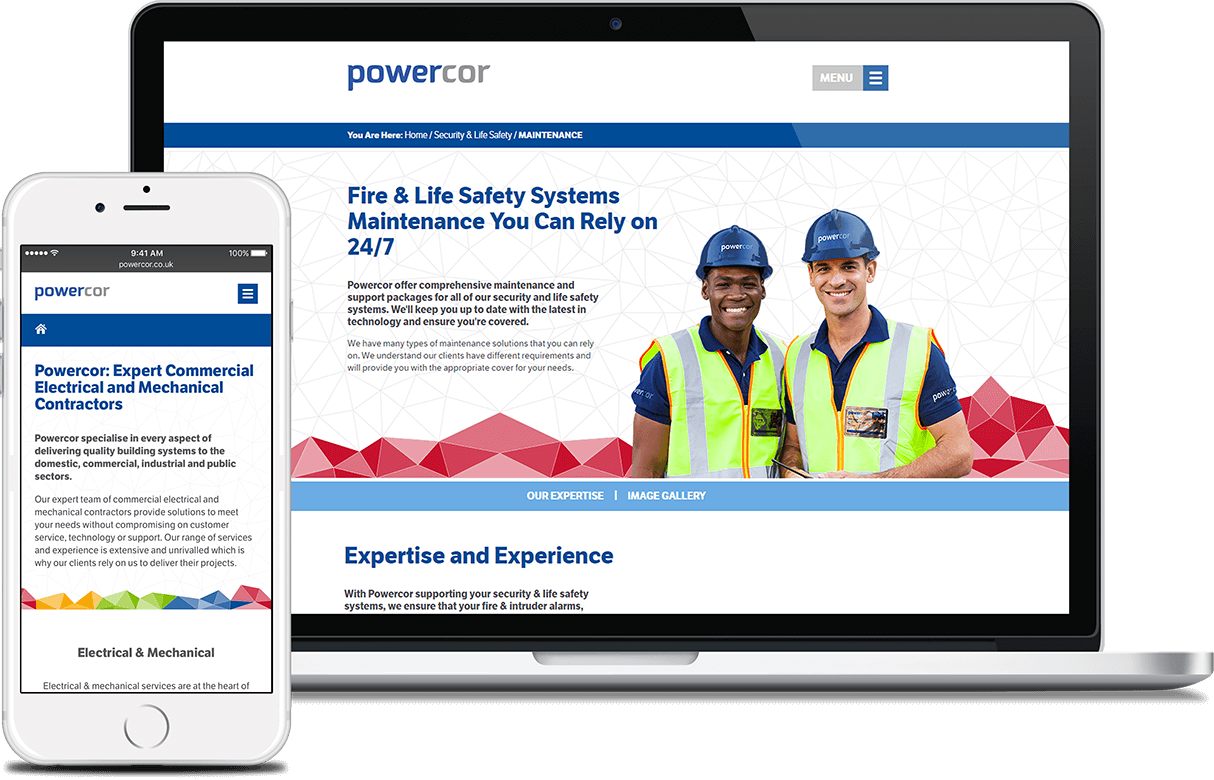 powercor
MENU
You Are Here: Home / Security & Life Safety / MAINTENANCE
Fire & Life Safety Systems
Maintenance You Can Rely on
24/7
Powercor offer comprehensive maintenance and
support packages for all of our security and life safety
systems. We'll keep you up to date with the latest in
technology and ensure you're covered.
We have many types of maintenance solutions that you can rely
on. We understand our clients have different requirements and
will provide you with the appropriate cover for your needs.
powercor
powercor
OUR EXPERTISE | IMAGE GALLERY
Expertise and Experience
With Powercor supporting your security & life safety
systems, we ensure that your fire & intruder alarms,
9:41 AM
100%
powercor.co.uk
powercor
Powercor: Expert Commercial
Electrical and Mechanical
Contractors
Powercor specialise in every aspect of
delivering quality building systems to the
domestic, commercial, industrial and public
sectors.
Our expert team of commercial electrical and
mechanical contractors provide solutions to meet
your needs without compromising on customer
service, technology or support. Our range of services
and experience is extensive and unrivalled which is
why our clients rely on us to deliver their projects.
Electrical & Mechanical
Electrical & mechanical services are at the heart of